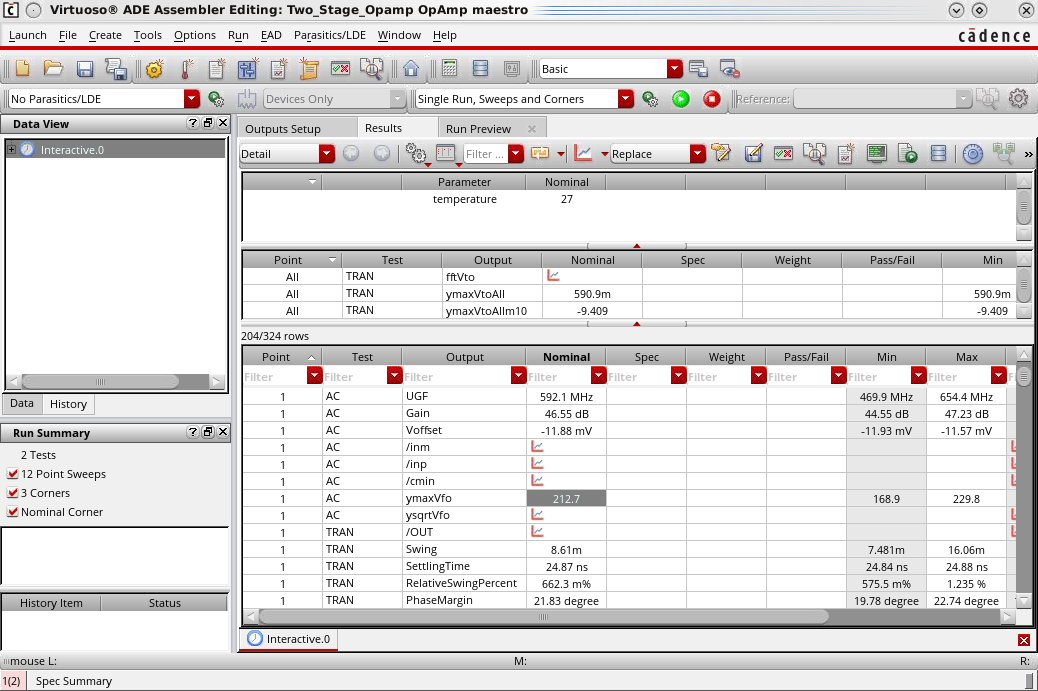 Virtuoso® ADE Assembler Editing: Two_Stage_Opamp OpAmp maestro
Launch File Create Tools Options Run EAD Parasitics/LDE Window Help cādence
Basic
No Parasitics/LDE Devices Only Single Run, Sweeps and Corners Reference:
Data View ? Outputs Setup Results Run Preview
Interactive.0 Detail Filter ... Replace »
Parameter Nominal
temperature 27
Point Test Output Nominal Spec Weight Pass/Fail Min
All TRAN fftVto
All TRAN ymaxVtoAll 590.9m 590.9m
All TRAN ymaxVtoAllm10 -9.409 -9.409
204/324 rows
Point Test Output Nominal Spec Weight Pass/Fail Min Max
Filter Filter Filter Filter Filter Filter Filter Filter Filter
1 AC UGF 592.1 MHz 469.9 MHz 654.4 MHz
1 AC Gain 46.55 dB 44.55 dB 47.23 dB
1 AC Voffset -11.88 mV -11.93 mV -11.57 mV
1 AC /inm
1 AC /inp
1 AC /cmin
1 AC ymaxVfo 212.7 168.9 229.8
1 AC ysqrtVfo
1 TRAN /OUT
1 TRAN Swing 8.61m 7.481m 16.06m
1 TRAN SettlingTime 24.87 ns 24.84 ns 24.88 ns
1 TRAN RelativeSwingPercent 662.3 m% 575.5 m% 1.235 %
1 TRAN PhaseMargin 21.83 degree 19.78 degree 22.74 degree
Data History
Run Summary ?
2 Tests
12 Point Sweeps
3 Corners
Nominal Corner
History Item Status
Interactive.0
mouse L: M: R:
1(2) Spec Summary